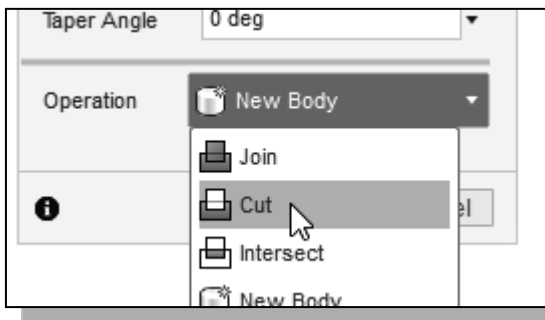 Taper Angle 0 deg
Operation New Body
Join
Cut
Intersect
New Body